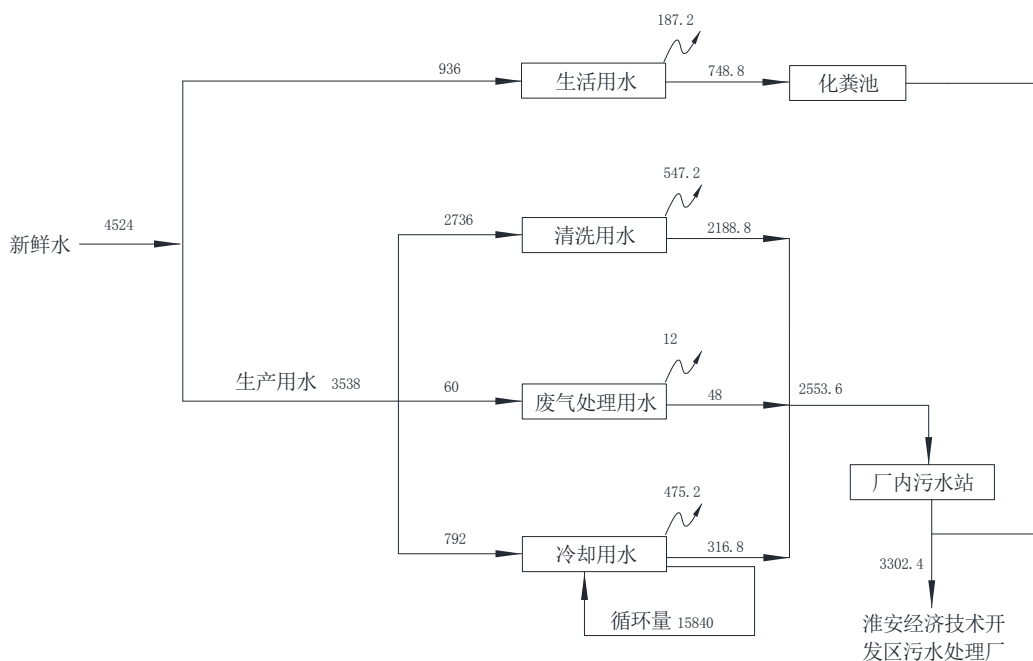 187.2
936
生活用水
748.8
化粪池
547.2
新鲜水
4524
2736
清洗用水
2188.8
12
生产用水 3538
60
废气处理用水
48
2553.6
475.2
厂内污水站
792
冷却用水
316.8
3302.4
循环量 15840
淮安经济技术开
发区污水处理厂